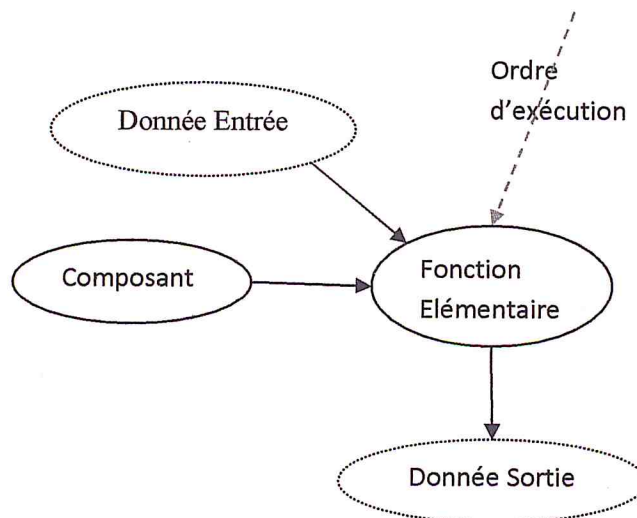 Ordre
d'exécution
Donnée Entrée
Composant
Fonction
Elémentaire
Donnée Sortie